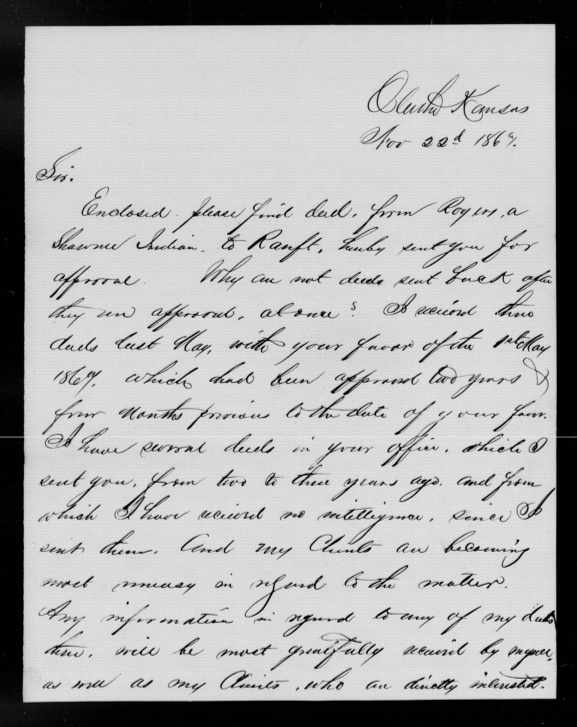 Olathe Kansas
Nov 22d 1867.
Sir.
Enclosed please find deed, from Rogers, a
Shawnee Indian, to Ranft, hereby sent you for
approval. Why are not deeds sent back after
they are approved, at once? I received three
deeds last May, with your favor of the 1st May
1867, which had been approved two years &
four months previous to the date of your favor.
I have several deeds in your office, which I
sent you, from two to three years ago, and from
which I have received no intelligence, since I
sent them. And my Clients are becoming
most uneasy in regard to the matter.
Any information in regard to any of my deeds
there, will be most gratefully received by myself,
as well as my Clients, who are directly interested.